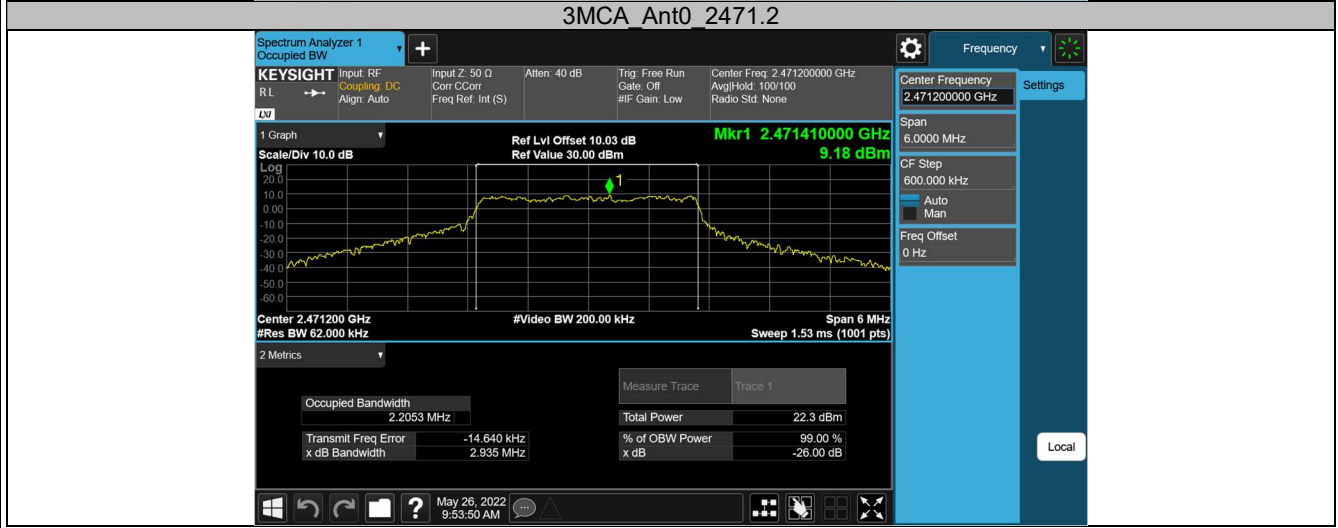 3MCA_Ant0_2471.2
Spectrum Analyzer 1
Occupied BW
Frequency
KEYSIGHT
RL
LXI
Input: RF
Coupling: DC
Align: Auto
Input Z: 50 Ω
Corr CCorr
Freq Ref: Int (S)
Atten: 40 dB
Trig: Free Run
Gate: Off
#IF Gain: Low
Center Freq: 2.471200000 GHz
Avg|Hold: 100/100
Radio Std: None
Center Frequency
2.471200000 GHz
Settings
Span
6.0000 MHz
CF Step
600.000 kHz
Auto
Man
Freq Offset
0 Hz
Local
1 Graph
Scale/Div 10.0 dB
Ref Lvl Offset 10.03 dB
Ref Value 30.00 dBm
Mkr1 2.471410000 GHz
9.18 dBm
Log
20.0
10.0
0.00
-10.0
-20.0
-30.0
-40.0
-50.0
-60.0
1
Center 2.471200 GHz
#Res BW 62.000 kHz
#Video BW 200.00 kHz
Span 6 MHz
Sweep 1.53 ms (1001 pts)
2 Metrics
Measure Trace Trace 1
Occupied Bandwidth
2.2053 MHz
Total Power 22.3 dBm
Transmit Freq Error -14.640 kHz
% of OBW Power 99.00 %
x dB Bandwidth 2.935 MHz
x dB -26.00 dB
?
May 26, 2022
9:53:50 AM